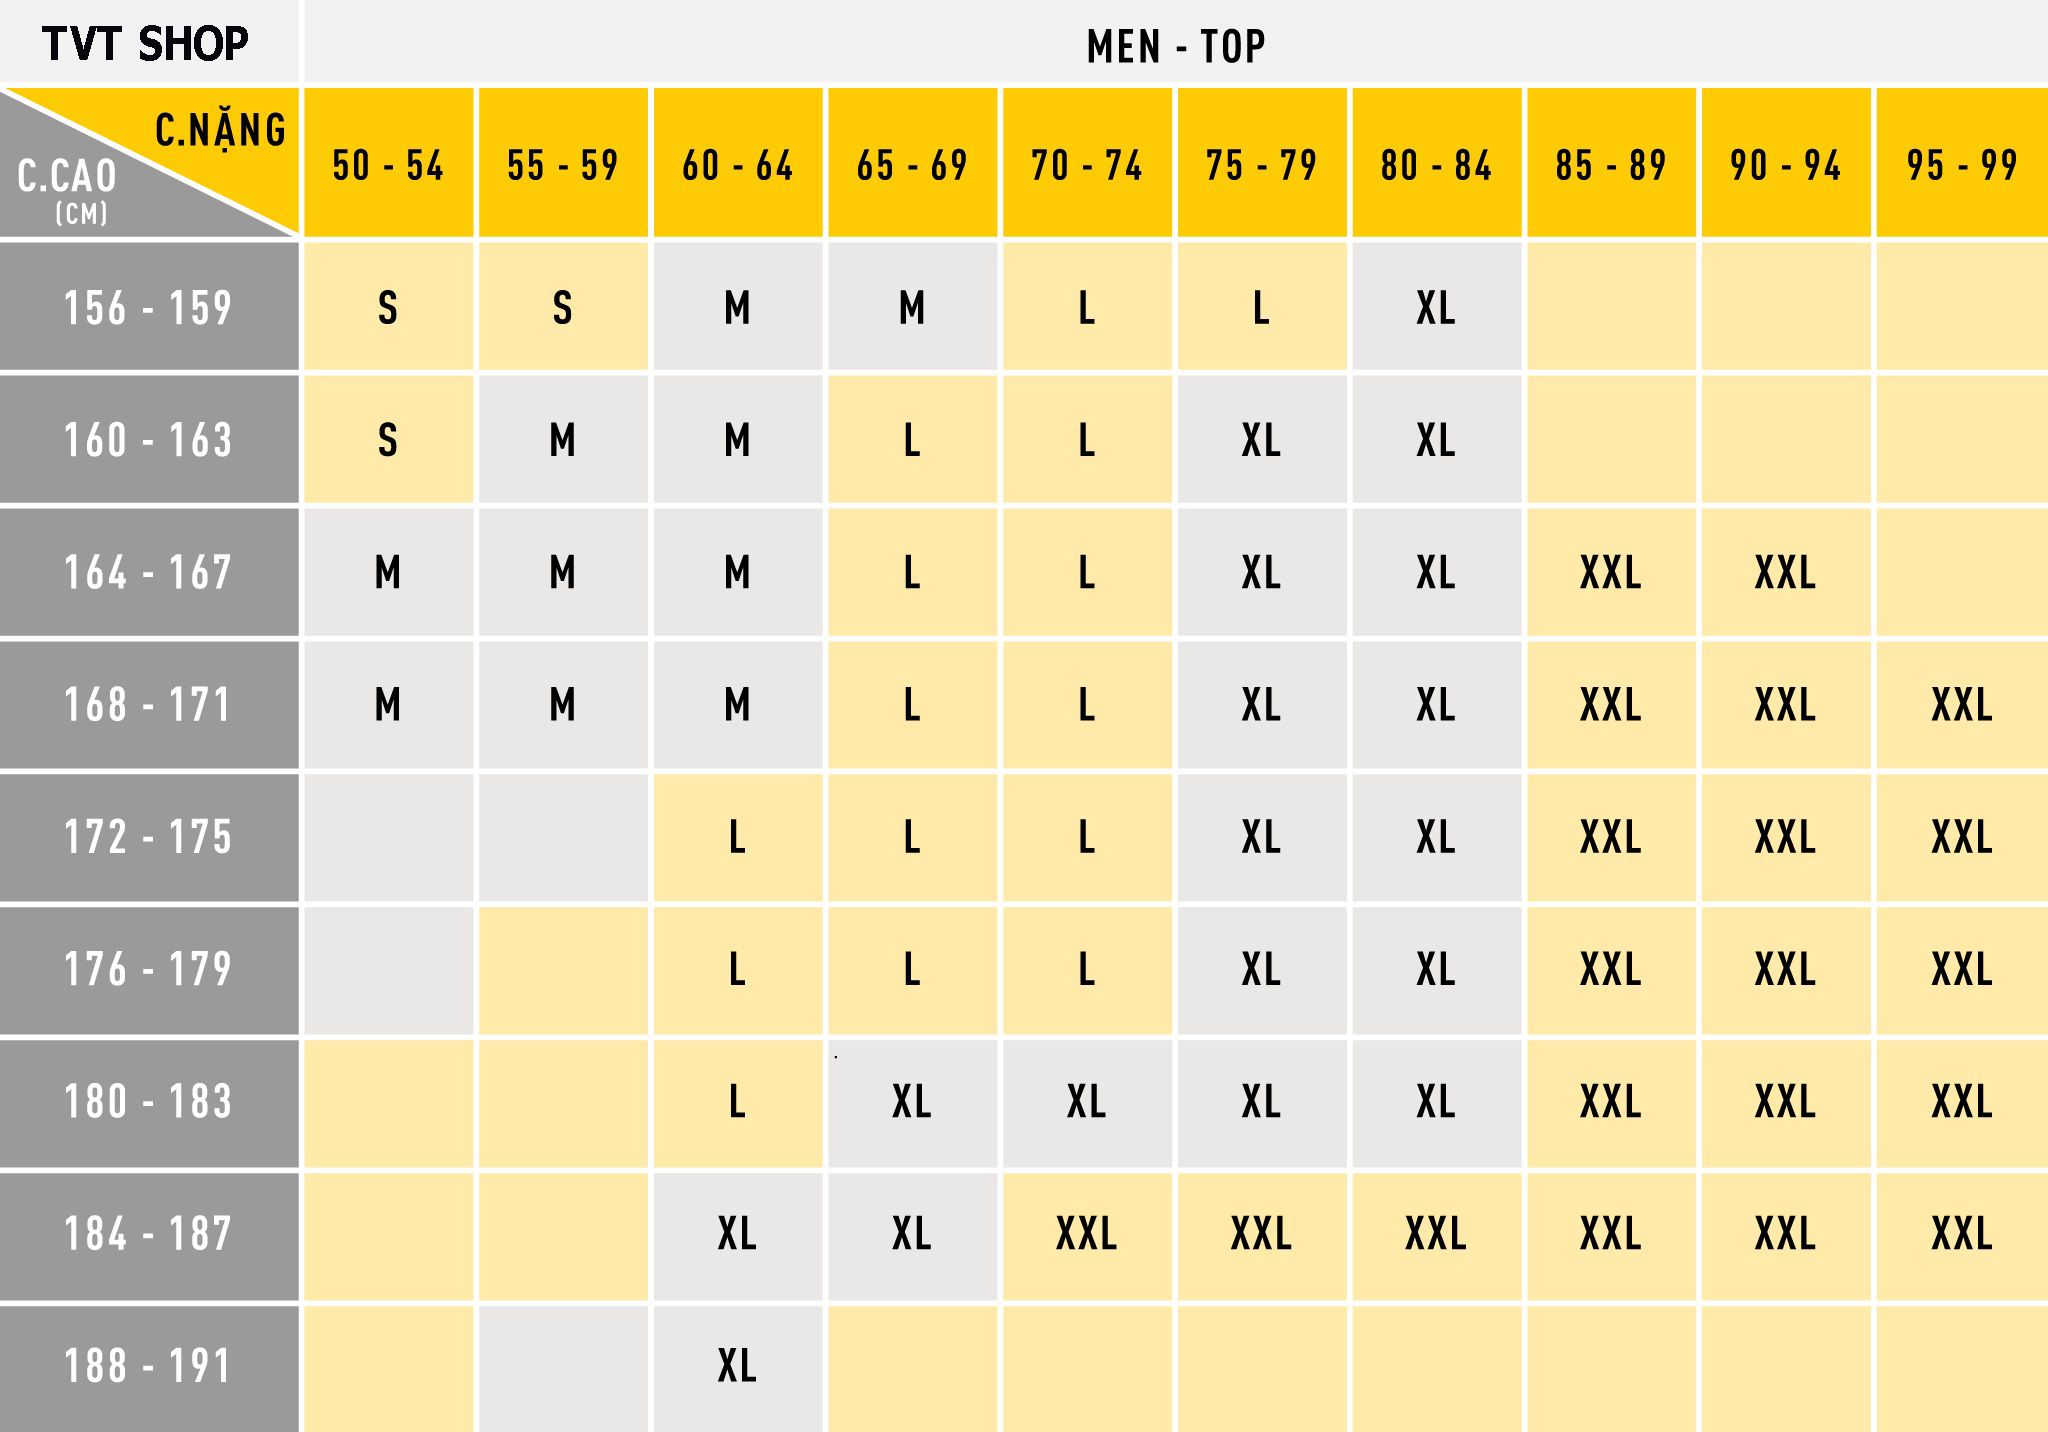 TVT SHOP MEN - TOP
C.NẶNG
C.CAO
(CM)
50 - 54 55 - 59 60 - 64 65 - 69 70 - 74 75 - 79 80 - 84 85 - 89 90 - 94 95 - 99
156 - 159 S S M M L L XL
160 - 163 S M M L L XL XL
164 - 167 M M M L L XL XL XXL XXL
168 - 171 M M M L L XL XL XXL XXL XXL
172 - 175 L L L XL XL XXL XXL XXL
176 - 179 L L L XL XL XXL XXL XXL
180 - 183 L XL XL XL XL XXL XXL XXL
184 - 187 XL XL XXL XXL XXL XXL XXL XXL
188 - 191 XL